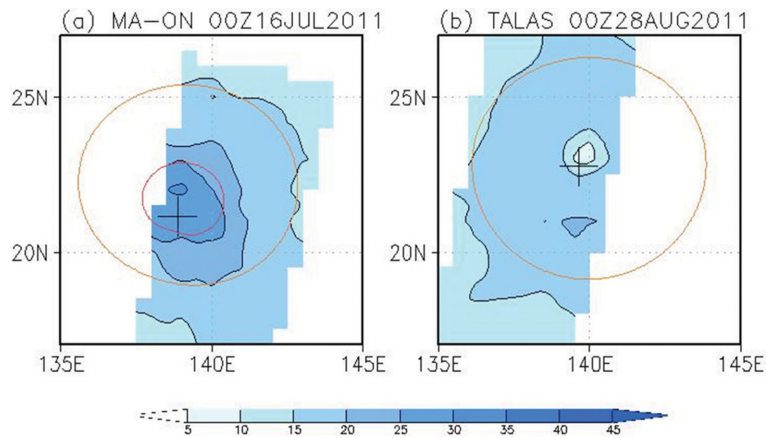 (a) MA-ON 00Z16JUL2011
(b) TALAS 00Z28AUG2011
25N
20N
135E 140E 145E
25N
20N
135E 140E 145E
5 10 15 20 25 30 35 40 45